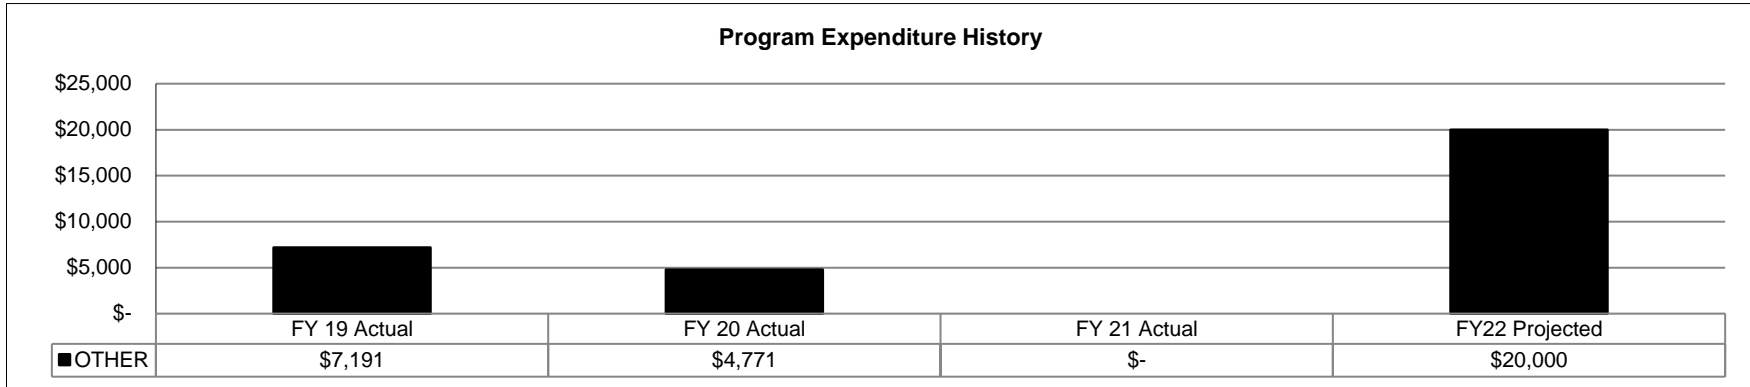 Program Expenditure History
$25,000
$20,000
$15,000
$10,000
$5,000
$-
FY 19 Actual FY 20 Actual FY 21 Actual FY22 Projected
OTHER $7,191 $4,771 $- $20,000